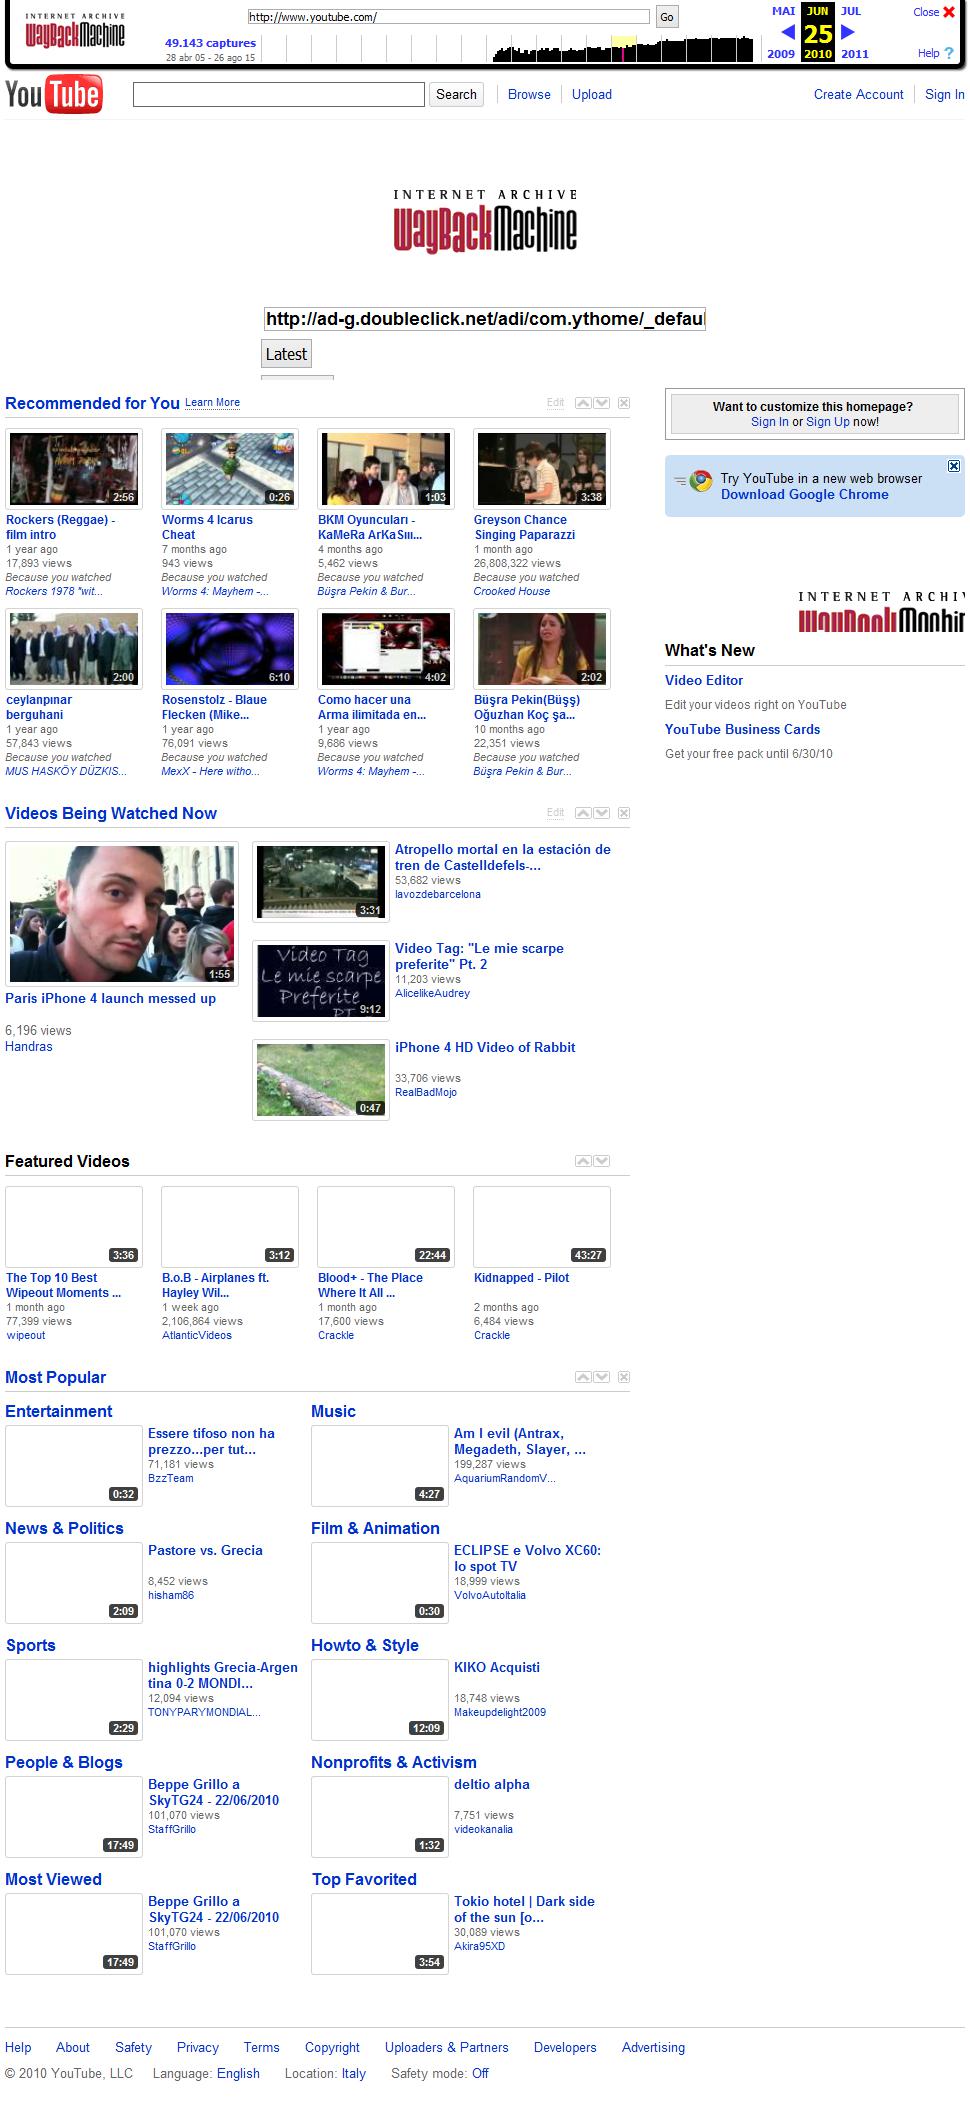 INTERNET ARCHIVE
WayBackMachine
http://www.youtube.com/
Go
49.143 captures
28 abr 05 - 26 ago 15
MAI JUN JUL
25
2009 2010 2011
Close
Help ?
YouTube
Search
Browse
Upload
Create Account
Sign In
INTERNET ARCHIVE
WayBackMachine
http://ad-g.doubleclick.net/adi/com.ythome/_defau
Latest
Recommended for You Learn More
Edit
2:56
0:26
1:03
3:38
Rockers (Reggae) -
film intro
1 year ago
17,893 views
Because you watched
Rockers 1978 "wit...
Worms 4 Icarus
Cheat
7 months ago
943 views
Because you watched
Worms 4: Mayhem -...
BKM Oyuncuları -
KaMeRa ArKaSııı...
4 months ago
5,462 views
Because you watched
Büşra Pekin & Bur...
Greyson Chance
Singing Paparazzi
1 month ago
26,808,322 views
Because you watched
Crooked House
2:00
6:10
4:02
2:02
ceylanpınar
berguhani
1 year ago
57,843 views
Because you watched
MUS HASKÖY DÜZKIS...
Rosenstolz - Blaue
Flecken (Mike...
1 year ago
76,091 views
Because you watched
MexX - Here witho...
Como hacer una
Arma ilimitada en...
1 year ago
9,686 views
Because you watched
Worms 4: Mayhem -...
Büşra Pekin(Büşş)
Oğuzhan Koç şa...
10 months ago
22,351 views
Because you watched
Büşra Pekin & Bur...
Want to customize this homepage?
Sign In or Sign Up now!
Try YouTube in a new web browser
Download Google Chrome
INTERNET ARCHIV
WayBackMachin
What's New
Video Editor
Edit your videos right on YouTube
YouTube Business Cards
Get your free pack until 6/30/10
Videos Being Watched Now
Edit
1:55
Paris iPhone 4 launch messed up
6,196 views
Handras
3:31
Atropello mortal en la estación de
tren de Castelldefels-...
53,682 views
lavozdebarcelona
Video Tag
Le mie scarpe
Preferite
PT 2
9:12
Video Tag: "Le mie scarpe
preferite" Pt. 2
11,203 views
AlicelikeAudrey
0:47
iPhone 4 HD Video of Rabbit
33,706 views
RealBadMojo
Featured Videos
3:36
3:12
22:44
43:27
The Top 10 Best
Wipeout Moments ...
1 month ago
77,399 views
wipeout
B.o.B - Airplanes ft.
Hayley Wil...
1 week ago
2,106,864 views
AtlanticVideos
Blood+ - The Place
Where It All ...
1 month ago
17,600 views
Crackle
Kidnapped - Pilot
2 months ago
6,484 views
Crackle
Most Popular
Entertainment
0:32
Essere tifoso non ha
prezzo...per tut...
71,181 views
BzzTeam
Music
4:27
Am I evil (Antrax,
Megadeth, Slayer, ...
199,287 views
AquariumRandomV...
News & Politics
2:09
Pastore vs. Grecia
8,452 views
hisham86
Film & Animation
0:30
ECLIPSE e Volvo XC60:
lo spot TV
18,999 views
VolvoAutoItalia
Sports
2:29
highlights Grecia-Argen
tina 0-2 MONDI...
12,094 views
TONYPARYMONDIAL...
Howto & Style
12:09
KIKO Acquisti
18,748 views
Makeupdelight2009
People & Blogs
17:49
Beppe Grillo a
SkyTG24 - 22/06/2010
101,070 views
StaffGrillo
Nonprofits & Activism
1:32
deltio alpha
7,751 views
videokanalia
Most Viewed
17:49
Beppe Grillo a
SkyTG24 - 22/06/2010
101,070 views
StaffGrillo
Top Favorited
3:54
Tokio hotel | Dark side
of the sun [o...
30,089 views
Akira95XD
Help About Safety Privacy Terms Copyright Uploaders & Partners Developers Advertising
© 2010 YouTube, LLC Language: English Location: Italy Safety mode: Off